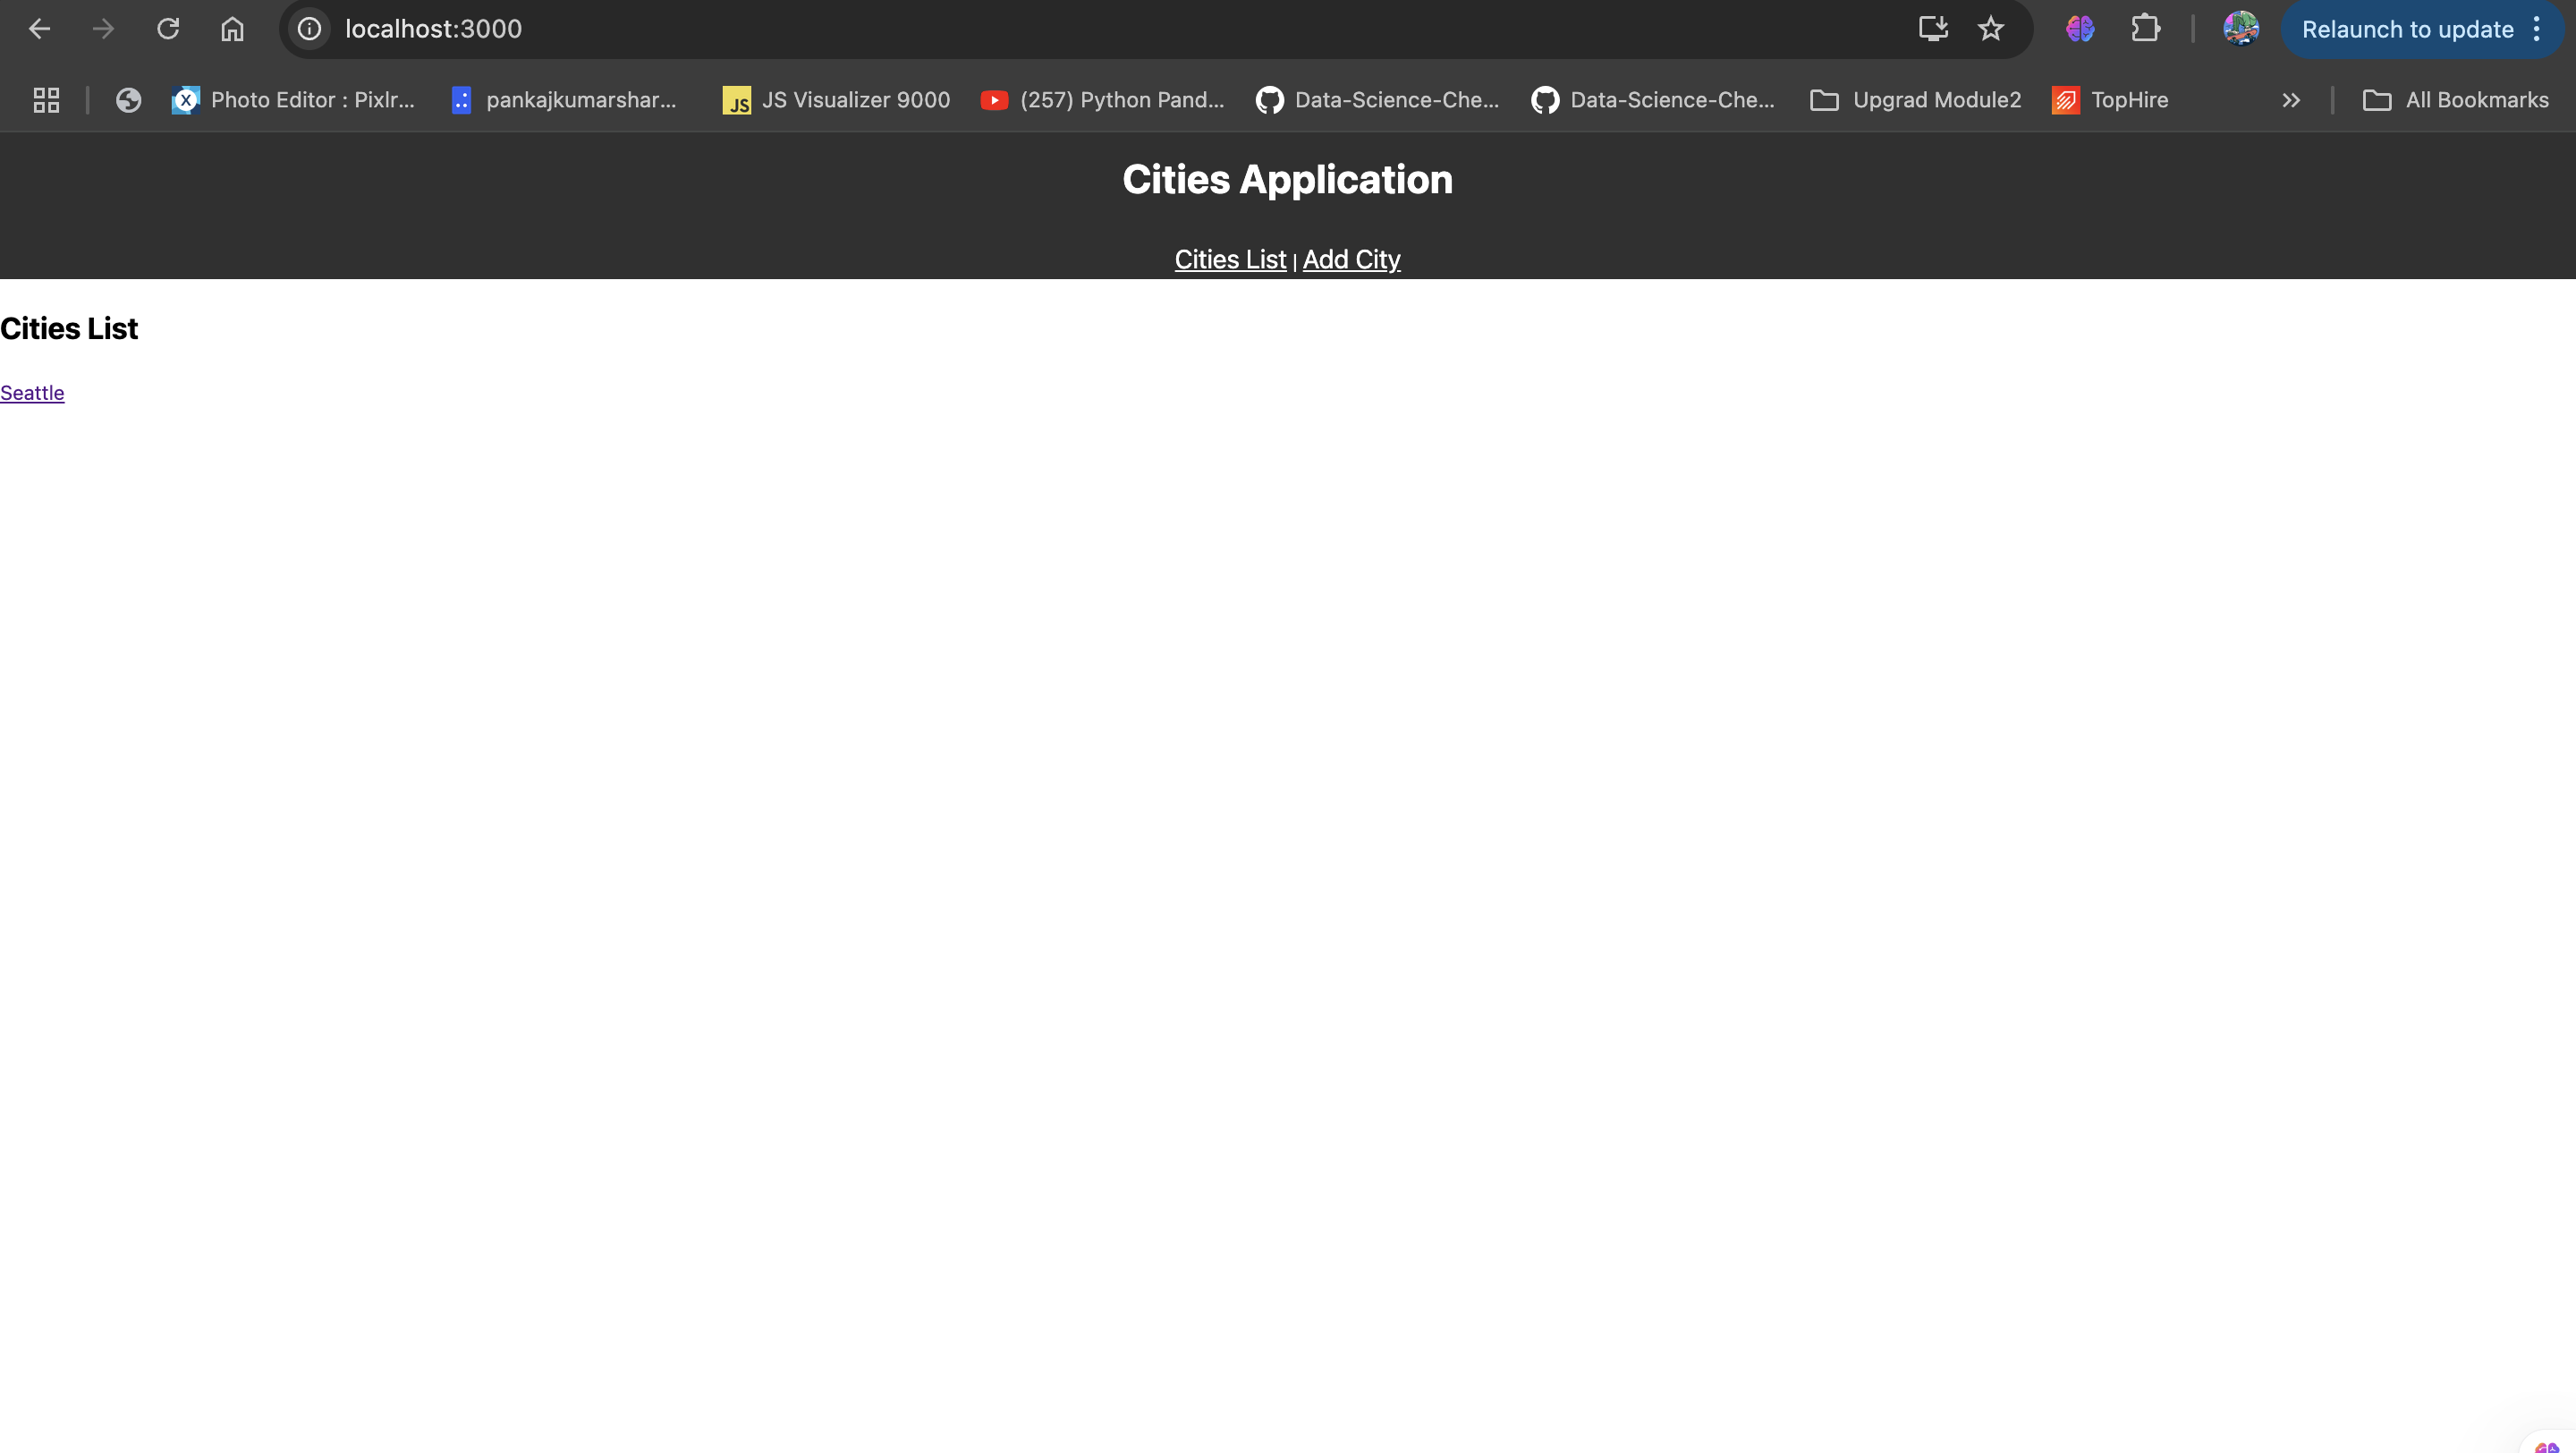 localhost:3000
Relaunch to update
Photo Editor : Pixlr... pankajkumarshar... JS JS Visualizer 9000 (257) Python Pand... Data-Science-Che... Data-Science-Che... Upgrad Module2 TopHire All Bookmarks
Cities Application
Cities List | Add City
Cities List
Seattle